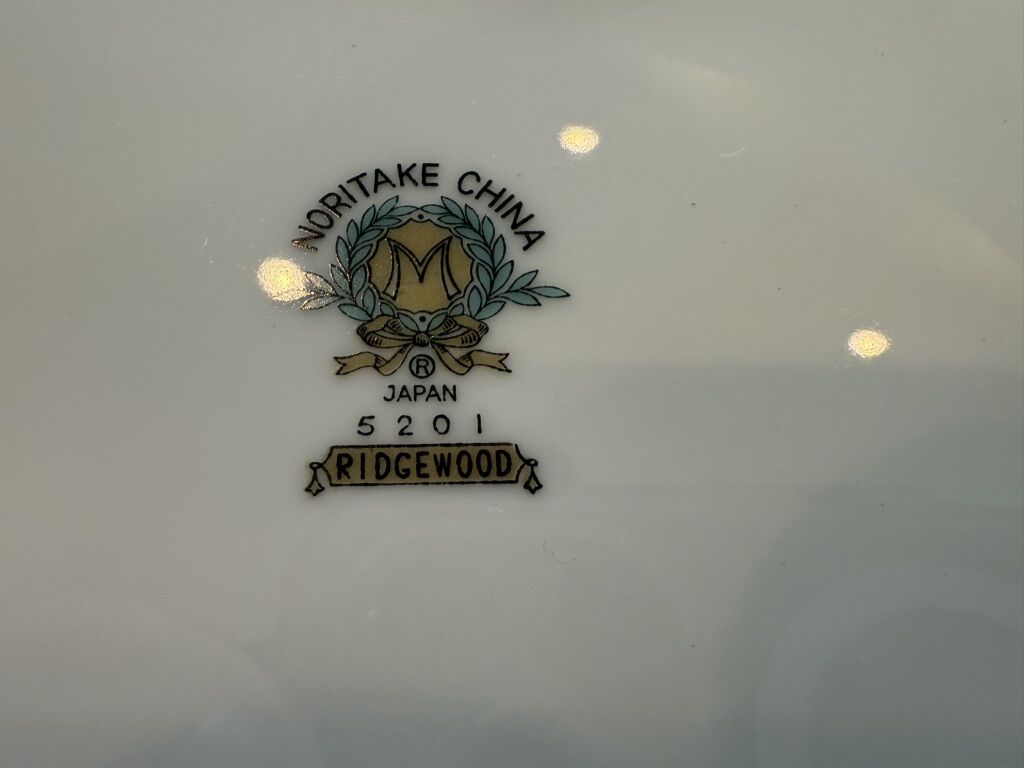 NORITAKE CHINA
M
®
JAPAN
5201
RIDGEWOOD